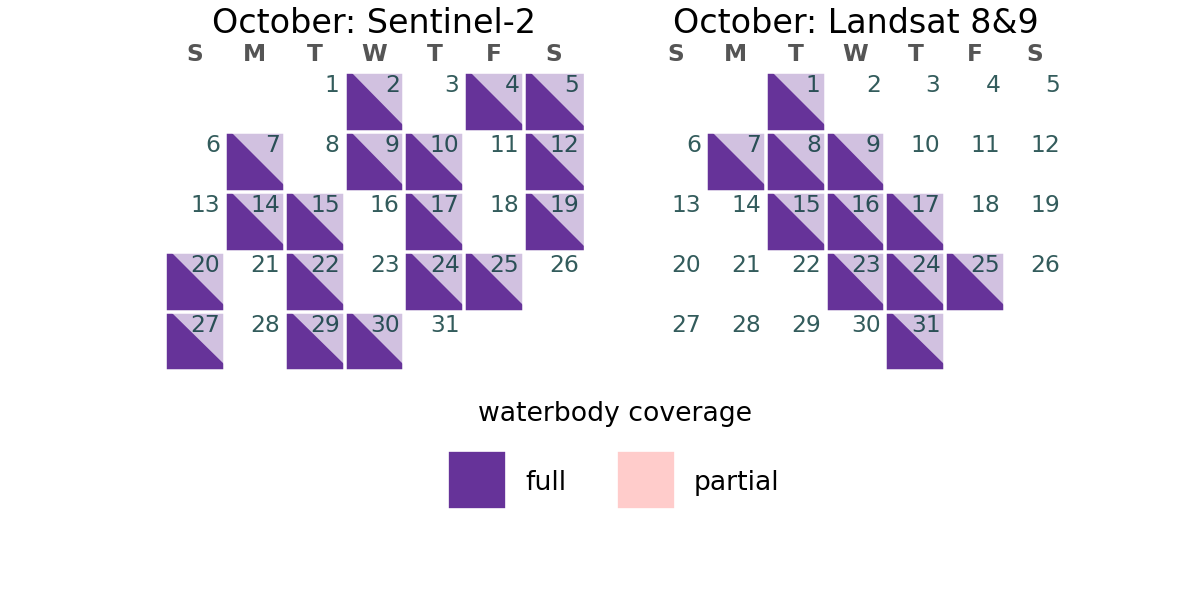 October: Sentinel-2
S M T W T F S
1 2 3 4 5
6 7 8 9 10 11 12
13 14 15 16 17 18 19
20 21 22 23 24 25 26
27 28 29 30 31
October: Landsat 8&9
S M T W T F S
1 2 3 4 5
6 7 8 9 10 11 12
13 14 15 16 17 18 19
20 21 22 23 24 25 26
27 28 29 30 31
waterbody coverage
full
partial